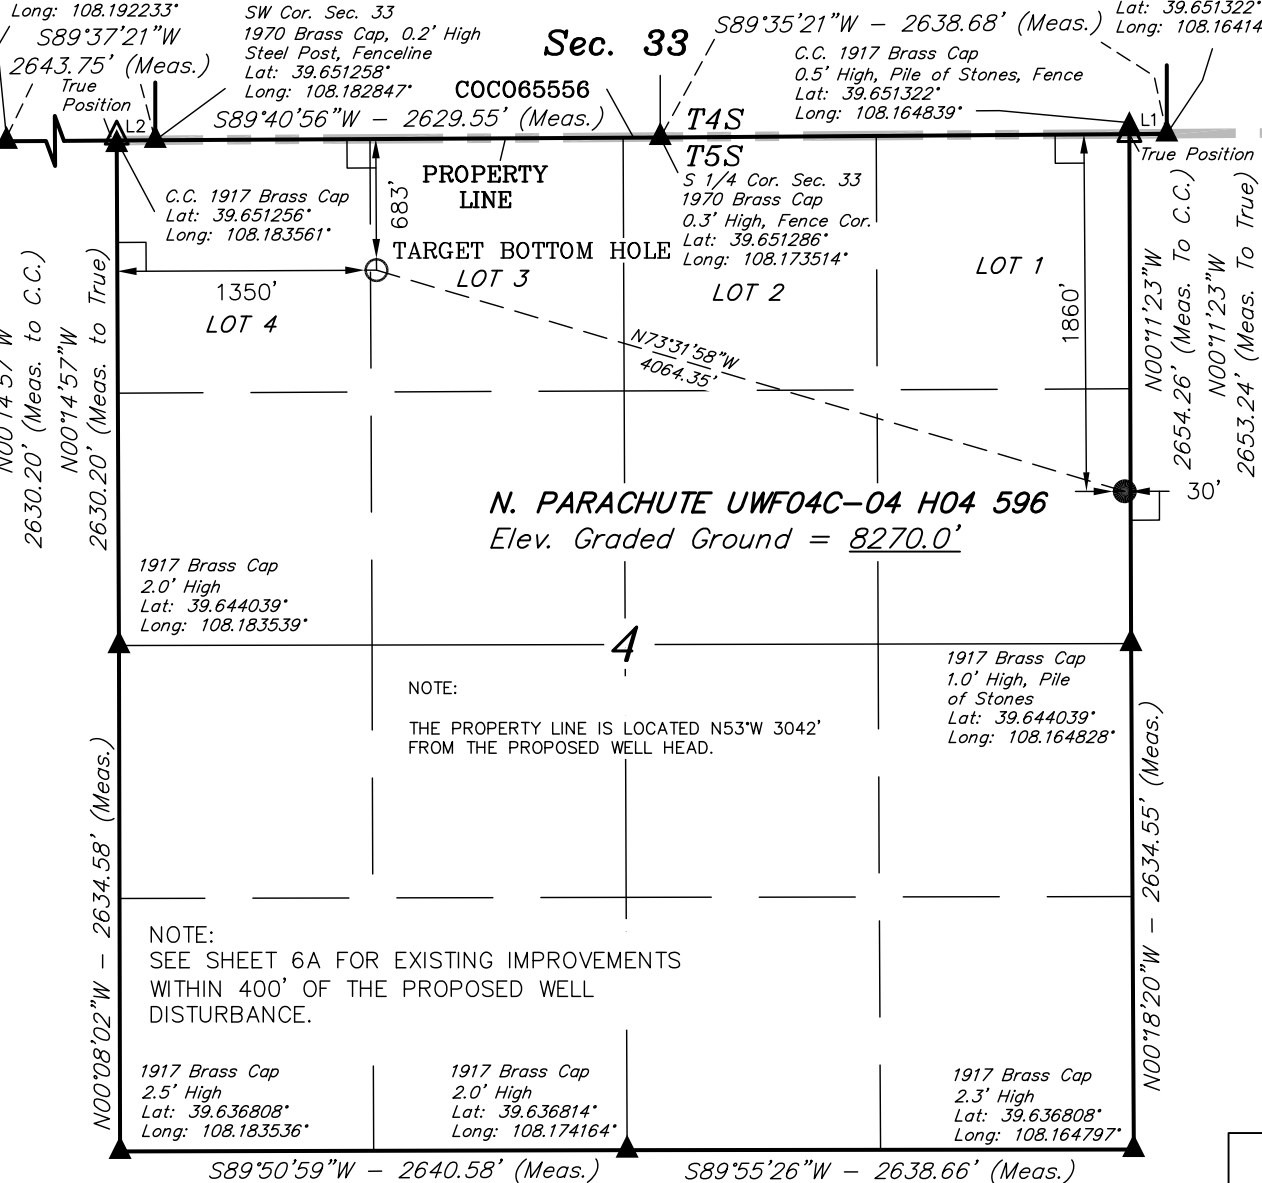 Long: 108.192233°
S89°37'21"W
2643.75' (Meas.)
True
Position
L2
SW Cor. Sec. 33
1970 Brass Cap, 0.2' High
Steel Post, Fenceline
Lat: 39.651258°
Long: 108.182847°
S89°40'56"W – 2629.55' (Meas.)
Sec. 33
COC065556
S89°35'21"W – 2638.68' (Meas.)
C.C. 1917 Brass Cap
0.5' High, Pile of Stones, Fence
Lat: 39.651322°
Long: 108.164839°
Lat: 39.651322°
Long: 108.16414
L1
True Position
T4S
T5S
S 1/4 Cor. Sec. 33
1970 Brass Cap
0.3' High, Fence Cor.
Lat: 39.651286°
Long: 108.173514°
PROPERTY
LINE
683'
C.C. 1917 Brass Cap
Lat: 39.651256°
Long: 108.183561°
TARGET BOTTOM HOLE
LOT 3
LOT 2
LOT 1
1350'
LOT 4
1860'
N73°31'58"W
4064.35'
N00°14'57"W
2630.20' (Meas. to C.C.)
N00°14'57"W
2630.20' (Meas. to True)
N00°11'23"W
2654.26' (Meas. To C.C.)
N00°11'23"W
2653.24' (Meas. To True)
30'
N. PARACHUTE UWF04C–04 H04 596
Elev. Graded Ground = 8270.0'
1917 Brass Cap
2.0' High
Lat: 39.644039°
Long: 108.183539°
4
1917 Brass Cap
1.0' High, Pile
of Stones
Lat: 39.644039°
Long: 108.164828°
NOTE:
THE PROPERTY LINE IS LOCATED N53°W 3042'
FROM THE PROPOSED WELL HEAD.
N00°08'02"W – 2634.58' (Meas.)
N00°18'20"W – 2634.55' (Meas.)
NOTE:
SEE SHEET 6A FOR EXISTING IMPROVEMENTS
WITHIN 400' OF THE PROPOSED WELL
DISTURBANCE.
1917 Brass Cap
2.5' High
Lat: 39.636808°
Long: 108.183536°
1917 Brass Cap
2.0' High
Lat: 39.636814°
Long: 108.174164°
1917 Brass Cap
2.3' High
Lat: 39.636808°
Long: 108.164797°
S89°50'59"W – 2640.58' (Meas.)
S89°55'26"W – 2638.66' (Meas.)